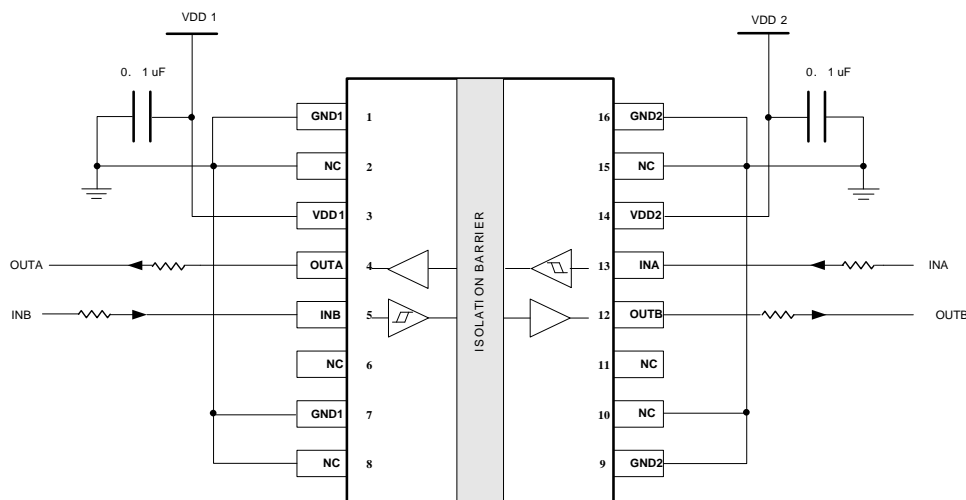 VDD 1
VDD 2
0. 1 uF
0. 1 uF
GND1 1
16 GND2
NC 2
15 NC
VDD1 3
14 VDD2
OUTA
OUTA 4
13 INA
INA
INB
INB 5
12 OUTB
OUTB
NC 6
11 NC
GND1 7
10 NC
NC 8
9 GND2
ISOLATION BARRIER